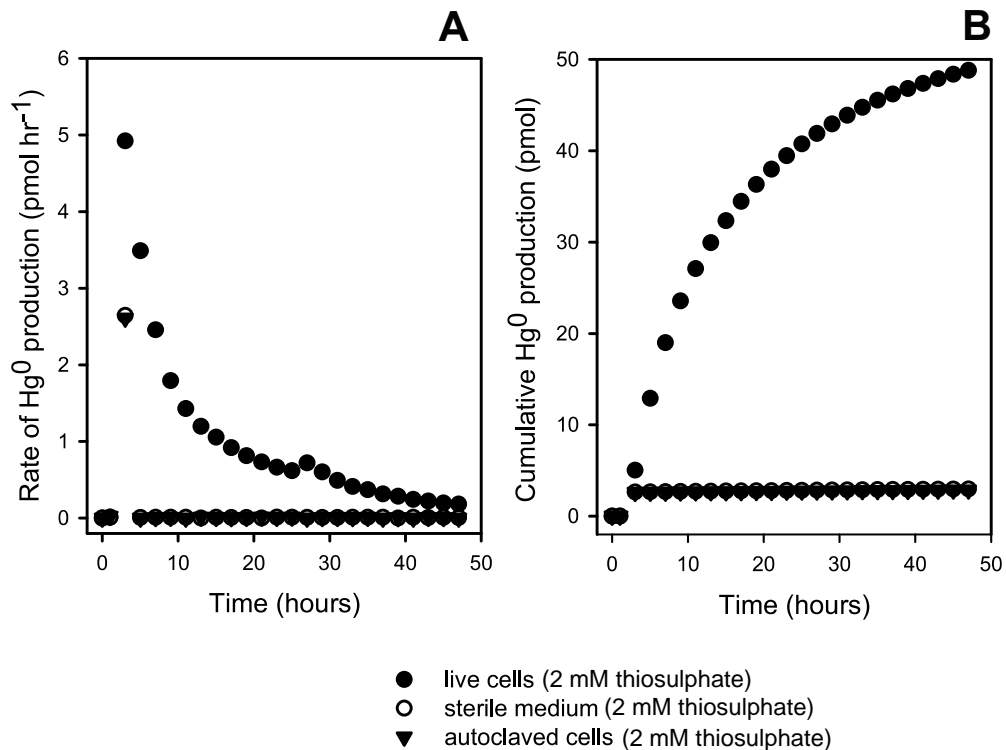 A
6
5
4
3
2
1
0
0
10
20
30
40
50
Rate of Hg⁰ production (pmol hr⁻¹)
Time (hours)
B
50
40
30
20
10
0
0
10
20
30
40
50
Cumulative Hg⁰ production (pmol)
Time (hours)
live cells (2 mM thiosulphate)
sterile medium (2 mM thiosulphate)
autoclaved cells (2 mM thiosulphate)